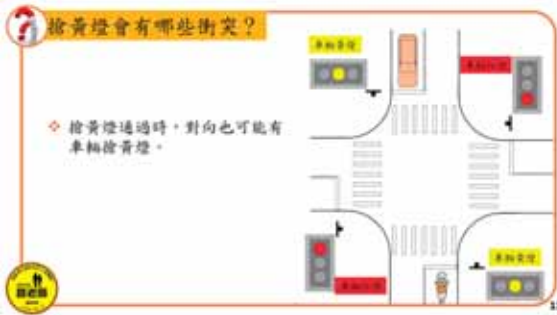 搶黃燈會有哪些衝突？
車輛黃燈
車輛紅燈
搶黃燈通過時，對向也可能有
車輛搶黃燈。
車輛紅燈
車輛黃燈